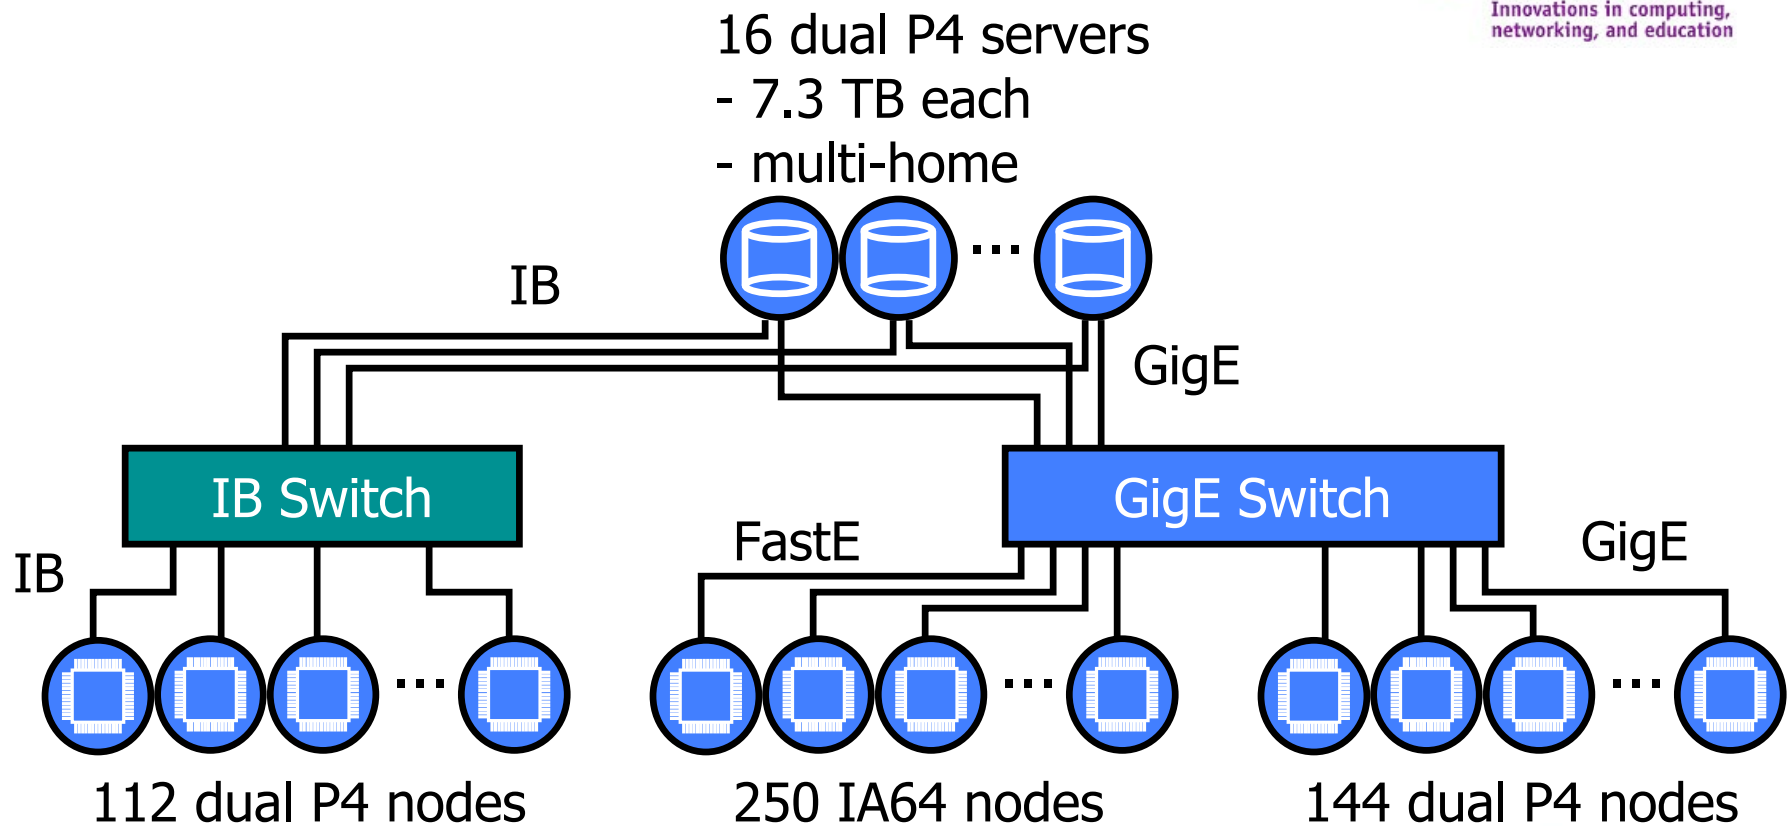 Innovations in computing,
networking, and education
16 dual P4 servers
- 7.3 TB each
- multi-home
...
IB
GigE
IB Switch
GigE Switch
IB
FastE
GigE
...
...
...
112 dual P4 nodes
250 IA64 nodes
144 dual P4 nodes